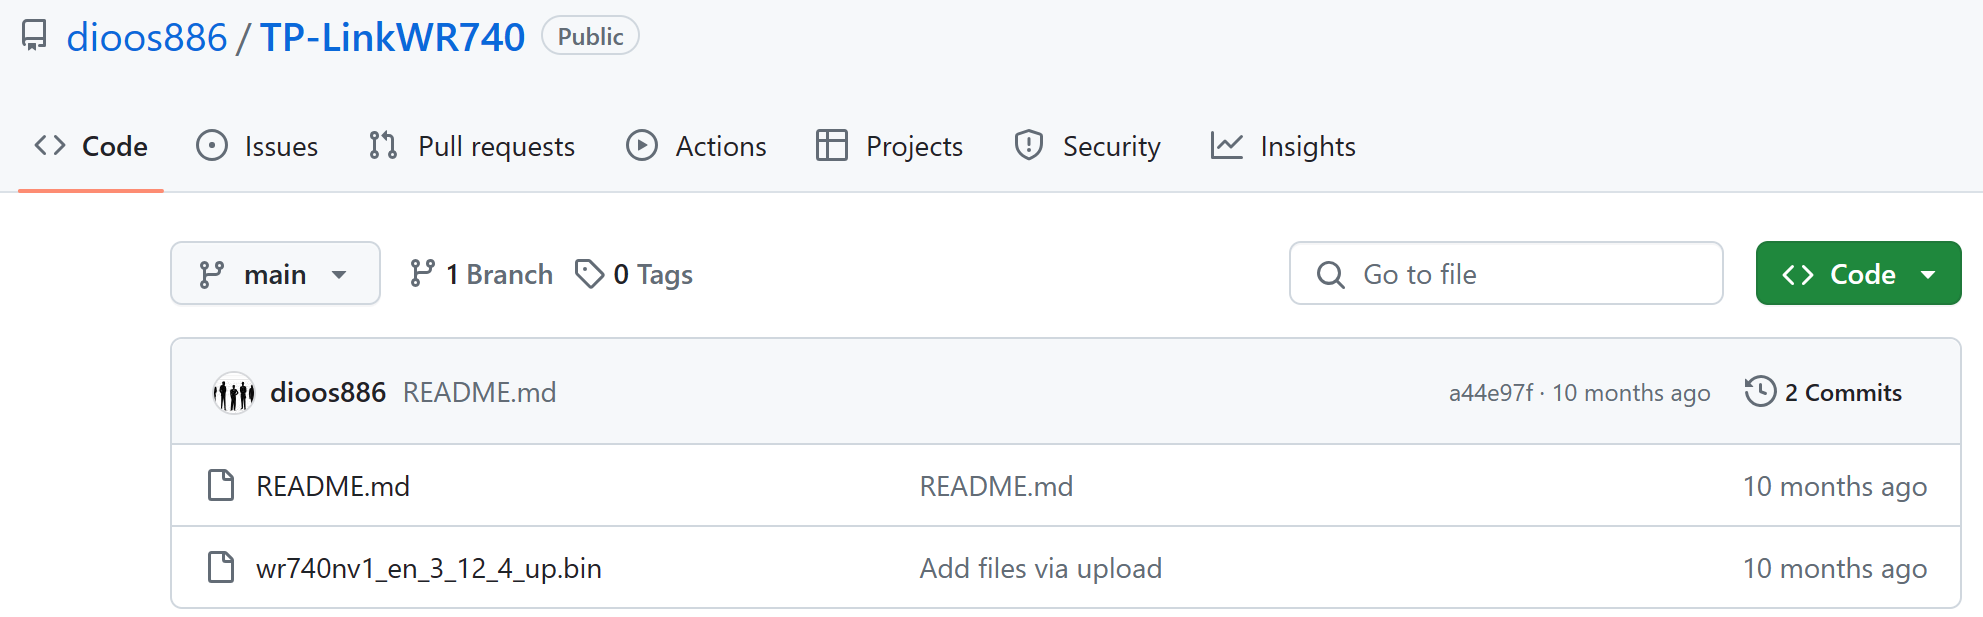 dioos886 / TP-LinkWR740 Public
Code Issues Pull requests Actions Projects Security Insights
main 1 Branch 0 Tags Go to file Code
dioos886 README.md a44e97f · 10 months ago 2 Commits
README.md README.md 10 months ago
wr740nv1_en_3_12_4_up.bin Add files via upload 10 months ago